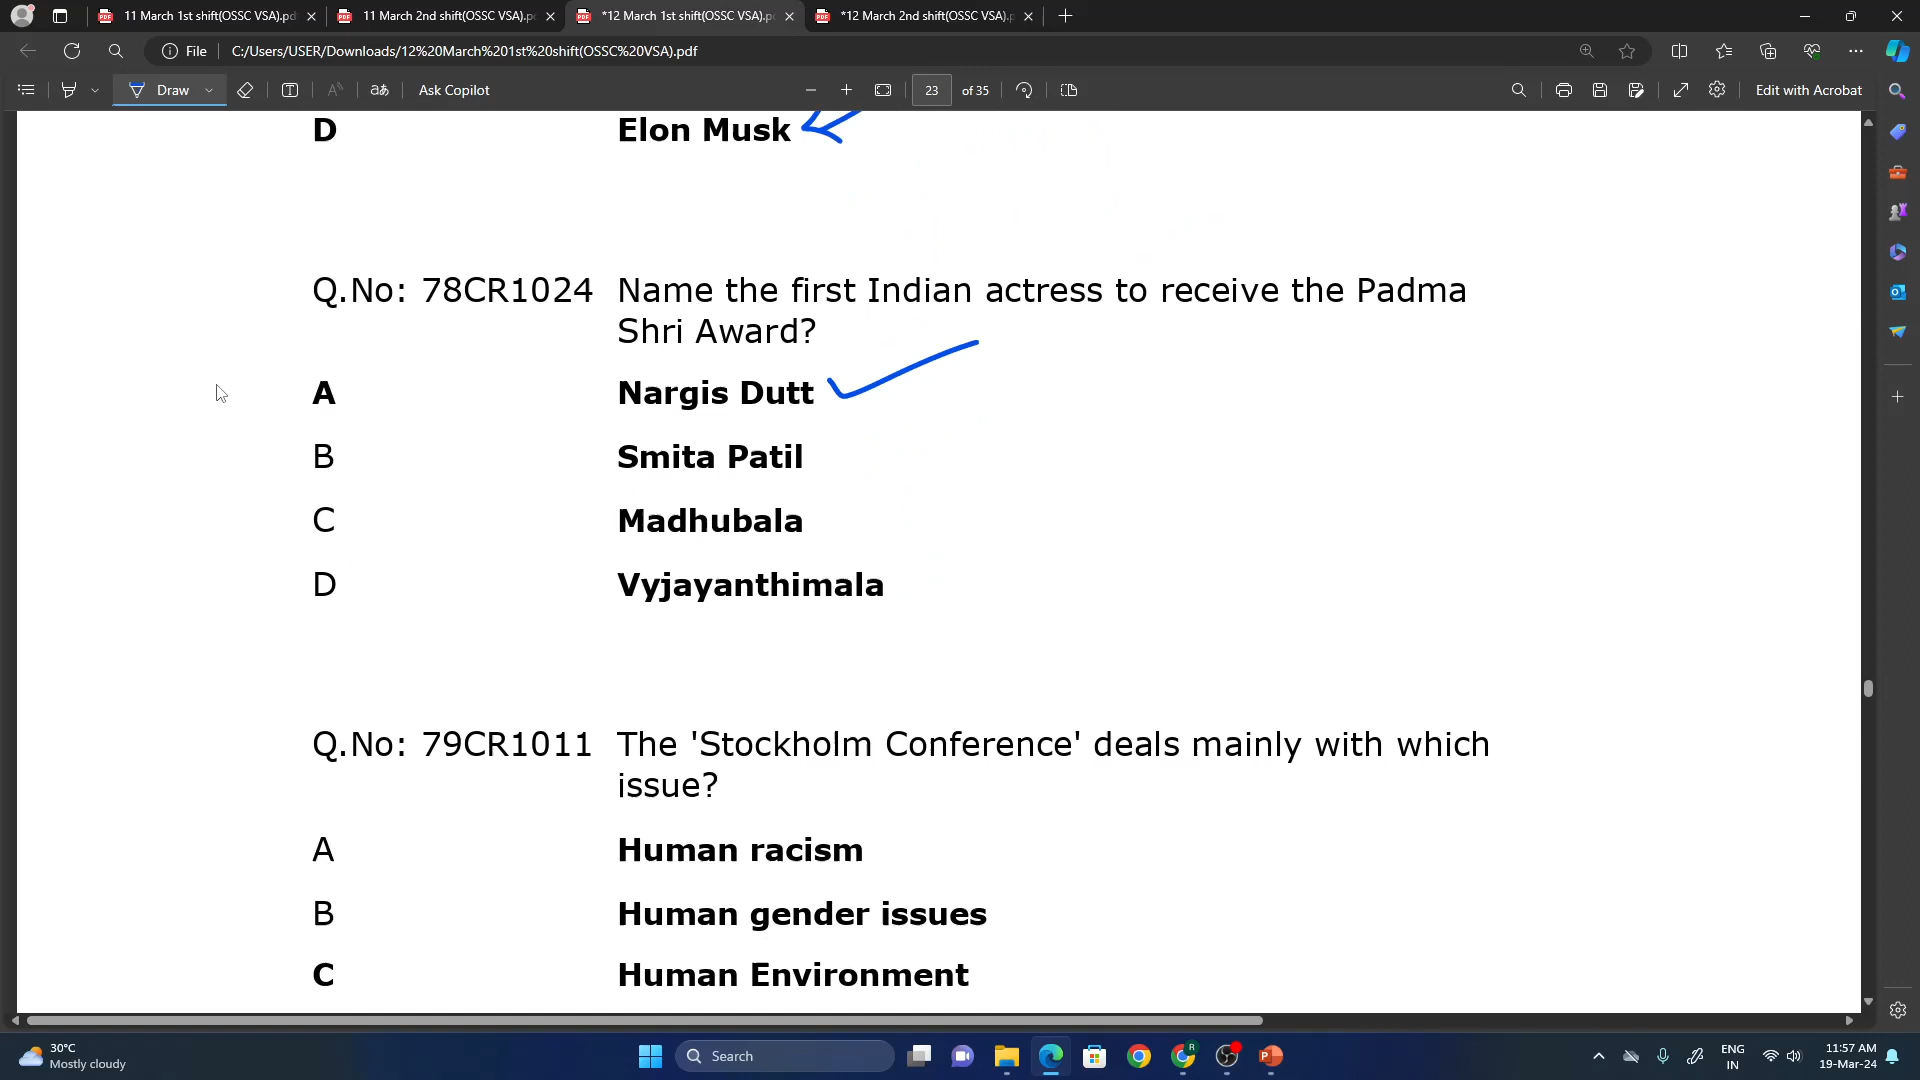 11 March 1st shift(OSSC VSA).pd
11 March 2nd shift(OSSC VSA).p
*12 March 1st shift(OSSC VSA).p
*12 March 2nd shift(OSSC VSA).p
File
C:/Users/USER/Downloads/12%20March%201st%20shift(OSSC%20VSA).pdf
Draw
aあ
Ask Copilot
23
of 35
Edit with Acrobat
D Elon Musk
Q.No: 78CR1024 Name the first Indian actress to receive the Padma
Shri Award?
A Nargis Dutt
B Smita Patil
C Madhubala
D Vyjayanthimala
Q.No: 79CR1011 The 'Stockholm Conference' deals mainly with which
issue?
A Human racism
B Human gender issues
C Human Environment
30°C
Mostly cloudy
Search
ENG
IN
11:57 AM
19-Mar-24